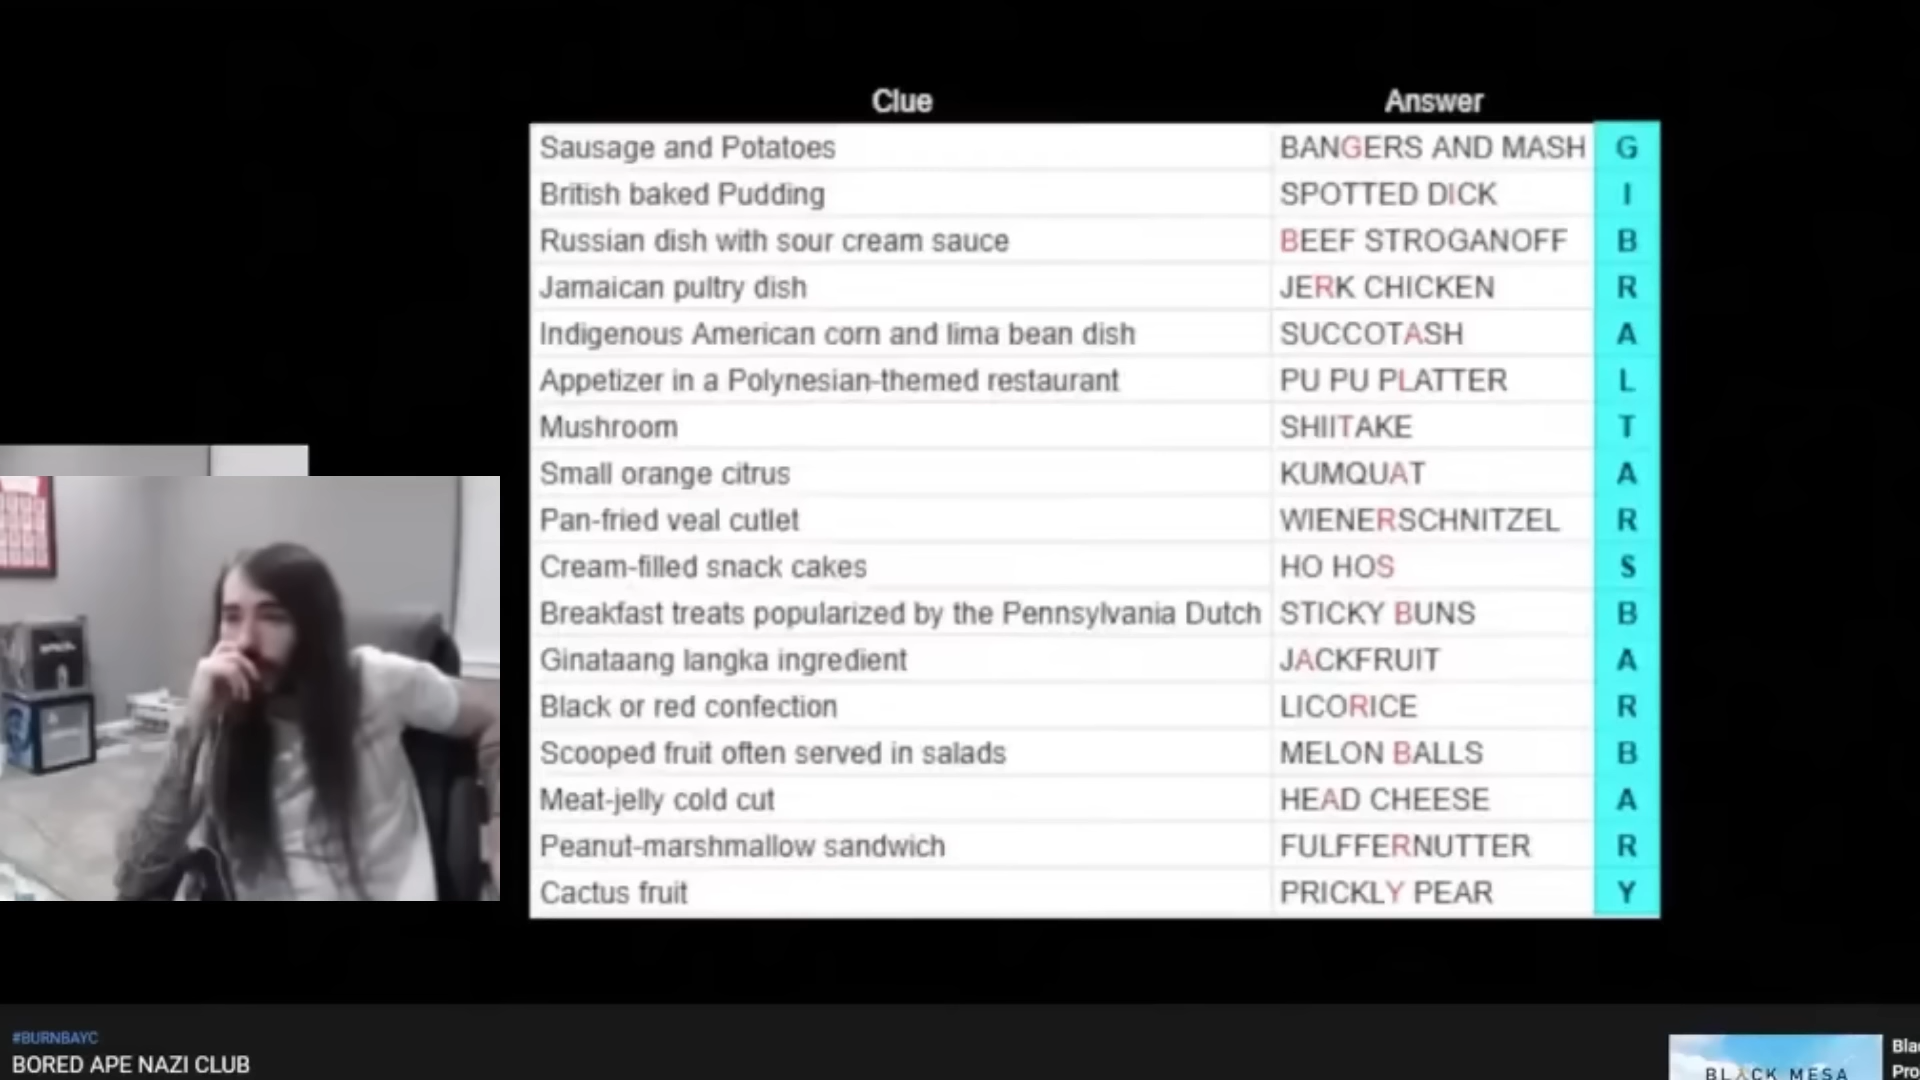 Clue Answer
Sausage and Potatoes BANGERS AND MASH G
British baked Pudding SPOTTED DICK I
Russian dish with sour cream sauce BEEF STROGANOFF B
Jamaican pultry dish JERK CHICKEN R
Indigenous American corn and lima bean dish SUCCOTASH A
Appetizer in a Polynesian-themed restaurant PU PU PLATTER L
Mushroom SHIITAKE T
Small orange citrus KUMQUAT A
Pan-fried veal cutlet WIENERSCHNITZEL R
Cream-filled snack cakes HO HOS S
Breakfast treats popularized by the Pennsylvania Dutch STICKY BUNS B
Ginataang langka ingredient JACKFRUIT A
Black or red confection LICORICE R
Scooped fruit often served in salads MELON BALLS B
Meat-jelly cold cut HEAD CHEESE A
Peanut-marshmallow sandwich FULFFERNUTTER R
Cactus fruit PRICKLY PEAR Y
#BURNBAYC
BORED APE NAZI CLUB
BLACK MESA